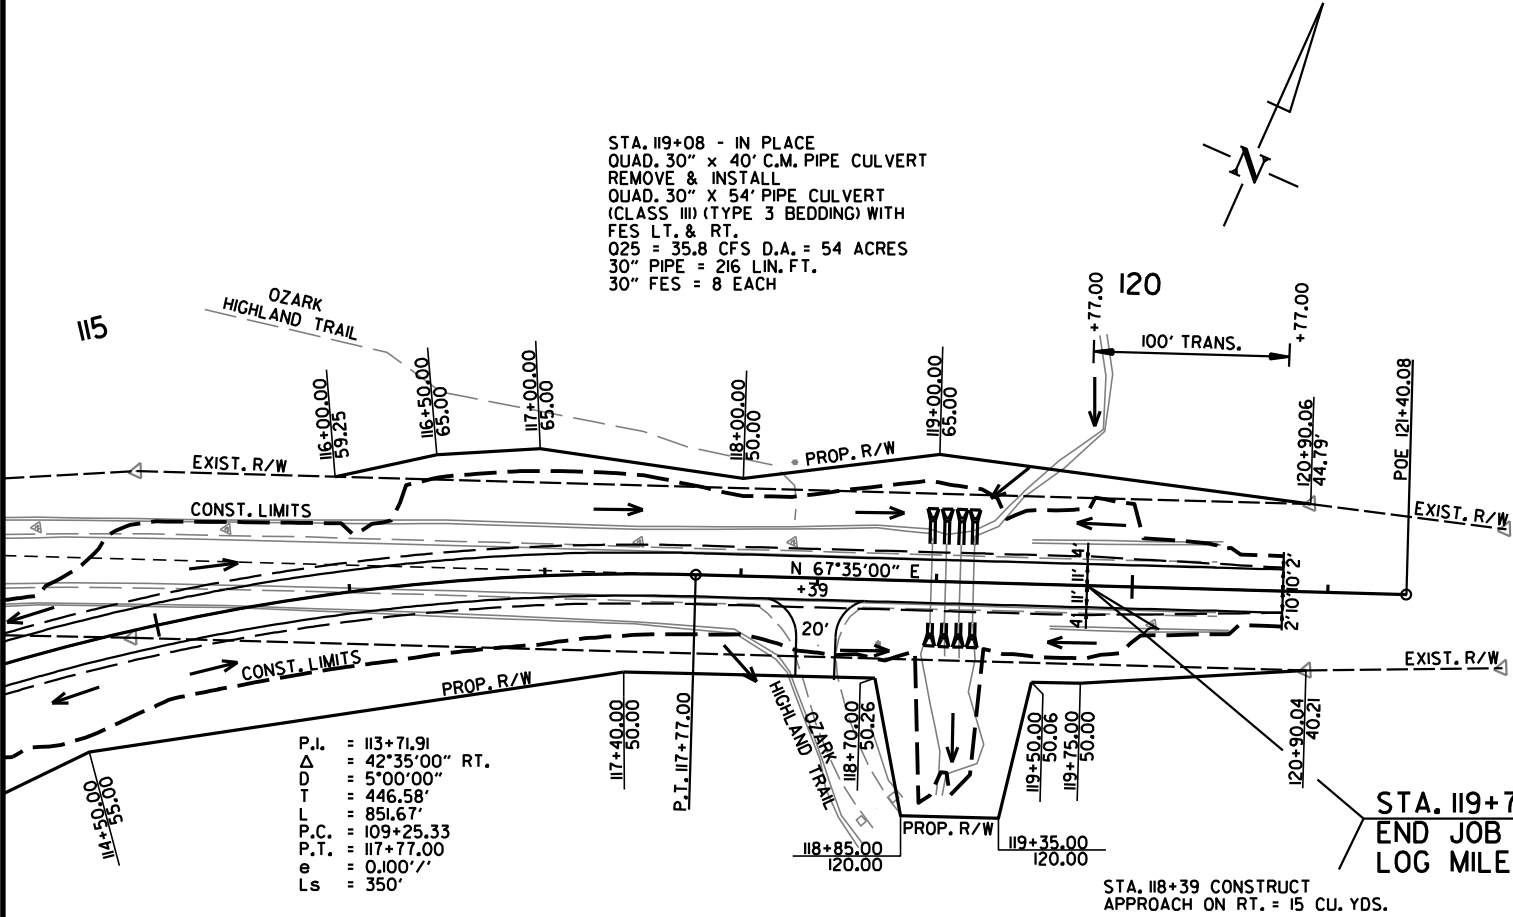 STA. 119+08 - IN PLACE
QUAD. 30" x 40' C.M. PIPE CULVERT
REMOVE & INSTALL
QUAD. 30" X 54' PIPE CULVERT
(CLASS III) (TYPE 3 BEDDING) WITH
FES LT. & RT.
Q25 = 35.8 CFS D.A. = 54 ACRES
30" PIPE = 216 LIN. FT.
30" FES = 8 EACH
N
115
OZARK
HIGHLAND TRAIL
120
+77.00
100' TRANS.
+77.00
116+00.00
59.25
116+50.00
65.00
117+00.00
65.00
118+00.00
50.00
119+00.00
65.00
120+90.06
44.79'
POE 121+40.08
EXIST. R/W
PROP. R/W
EXIST. R/W
CONST. LIMITS
N 67°35'00" E
+39
20'
4'
11'
11'
4'
2'
10'
10'
2'
CONST. LIMITS
PROP. R/W
EXIST. R/W
114+50.00
55.00
117+40.00
50.00
P.T. 117+77.00
OZARK
HIGHLAND TRAIL
118+70.00
50.26
119+50.00
50.06
119+75.00
50.00
120+90.04
40.21
P.I. = 113+71.91
Δ = 42°35'00" RT.
D = 5°00'00"
T = 446.58'
L = 851.67'
P.C. = 109+25.33
P.T. = 117+77.00
e = 0.100'/'
Ls = 350'
PROP. R/W
118+85.00
120.00
119+35.00
120.00
STA. 119+7
END JOB
LOG MILE
STA. 118+39 CONSTRUCT
APPROACH ON RT. = 15 CU. YDS.